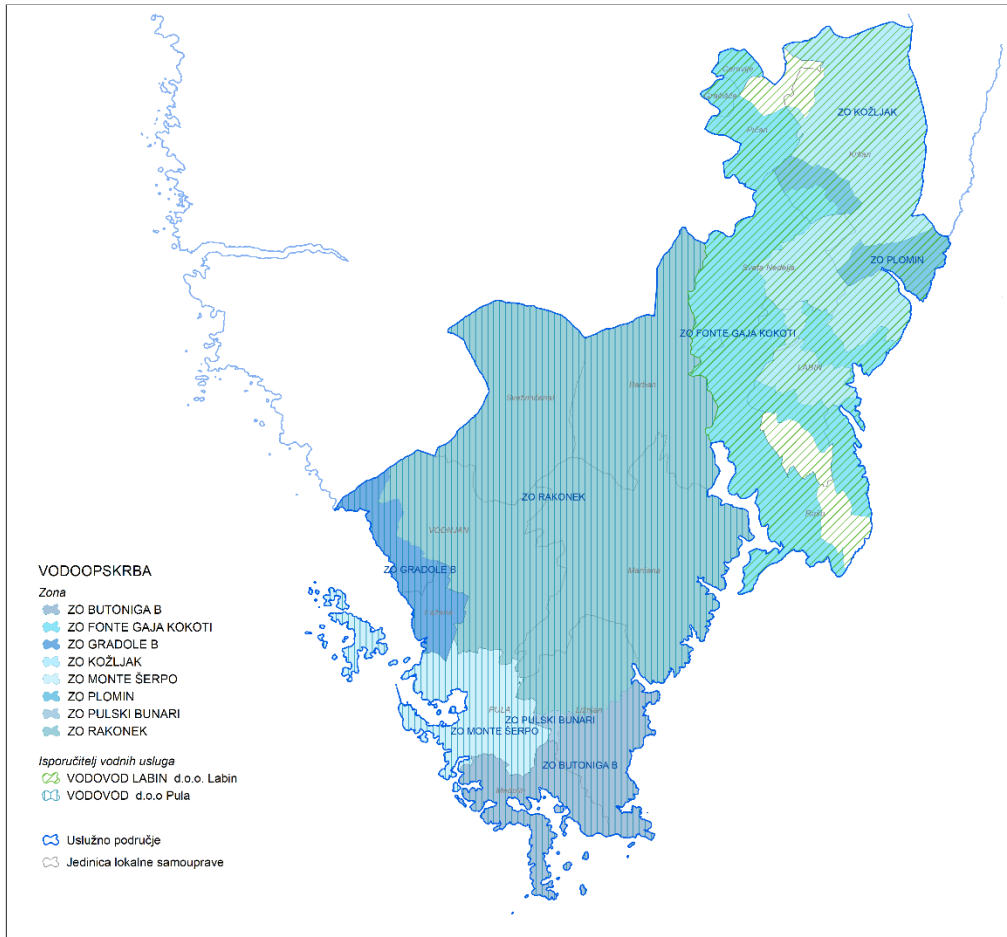 Cerovlje
Gračišće
Pićan
ZO KOŽLJAK
Kršan
ZO PLOMIN
Sveta Nedelja
ZO FONTE GAJA KOKOTI
LABIN
Barban
Svetvinčenat
Raša
ZO RAKONEK
VODNJAN
Marčana
ZO GRADOLE B
Fažana
PULA
ZO PULSKI BUNARI
Ližnjan
ZO MONTE ŠERPO
ZO BUTONIGA B
Medulin
VODOOPSKRBA
Zona
ZO BUTONIGA B
ZO FONTE GAJA KOKOTI
ZO GRADOLE B
ZO KOŽLJAK
ZO MONTE ŠERPO
ZO PLOMIN
ZO PULSKI BUNARI
ZO RAKONEK
Isporučitelj vodnih usluga
VODOVOD LABIN d.o.o. Labin
VODOVOD d.o.o Pula
Uslužno područje
Jedinica lokalne samouprave